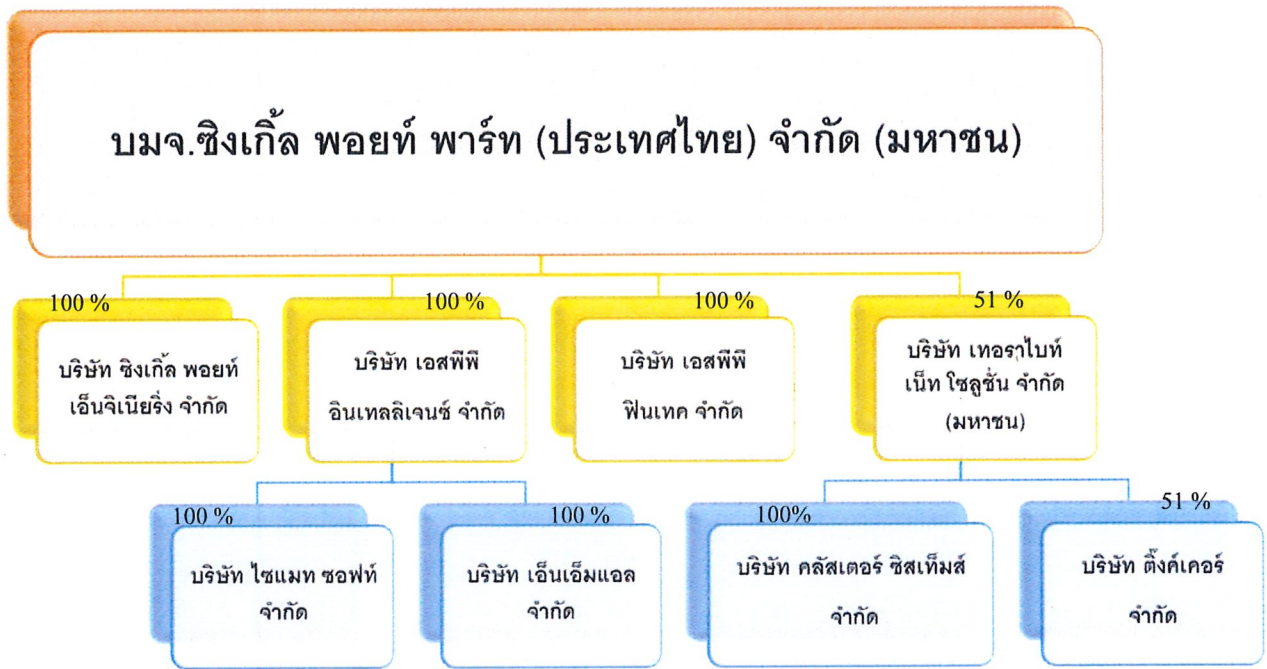 บมจ.ซิงเกิ้ล พอยท์ พาร์ท (ประเทศไทย) จำกัด (มหาชน)
100 %
บริษัท ซิงเกิ้ล พอยท์
เอ็นจิเนียริ่ง จำกัด
100 %
บริษัท เอสพีพี
อินเทลลิเจนซ์ จำกัด
100 %
บริษัท เอสพีพี
ฟินเทค จำกัด
51 %
บริษัท เทอราไบท์
เน็ท โซลูชั่น จำกัด
(มหาชน)
100 %
บริษัท ไซแมท ซอฟท์
จำกัด
100 %
บริษัท เอ็นเอ็มแอล
จำกัด
100%
บริษัท คลัสเตอร์ ซิสเท็มส์
จำกัด
51 %
บริษัท ติ๊งค์เคอร์
จำกัด